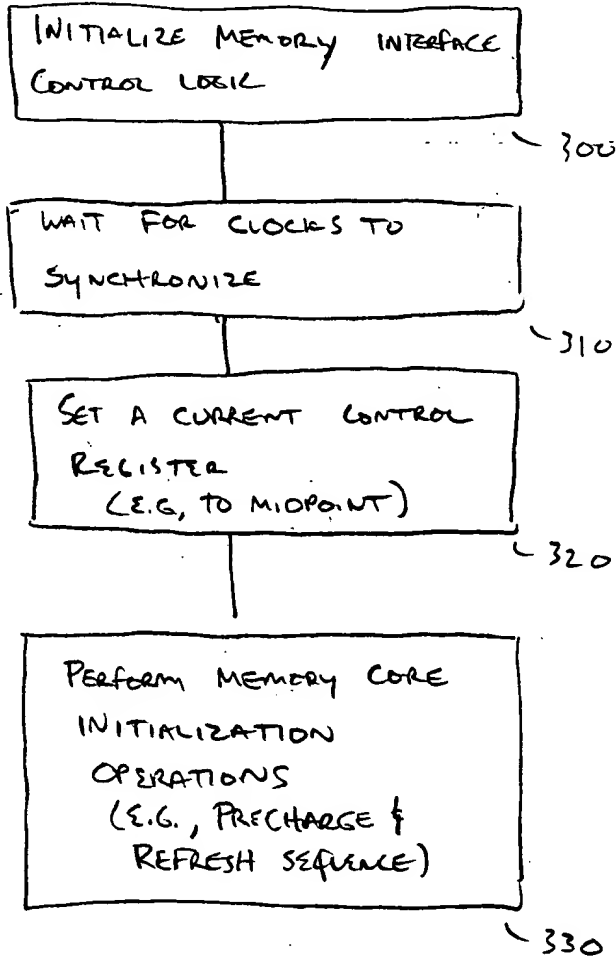 INITIALIZE MEMORY INTERFACE
CONTROL LOGIC
300
WAIT FOR CLOCKS TO
SYNCHRONIZE
310
SET A CURRENT CONTROL
REGISTER
(E.G, TO MIDPOINT)
320
PERFORM MEMORY CORE
INITIALIZATION
OPERATIONS
(E.G., PRECHARGE &
REFRESH SEQUENCE)
330